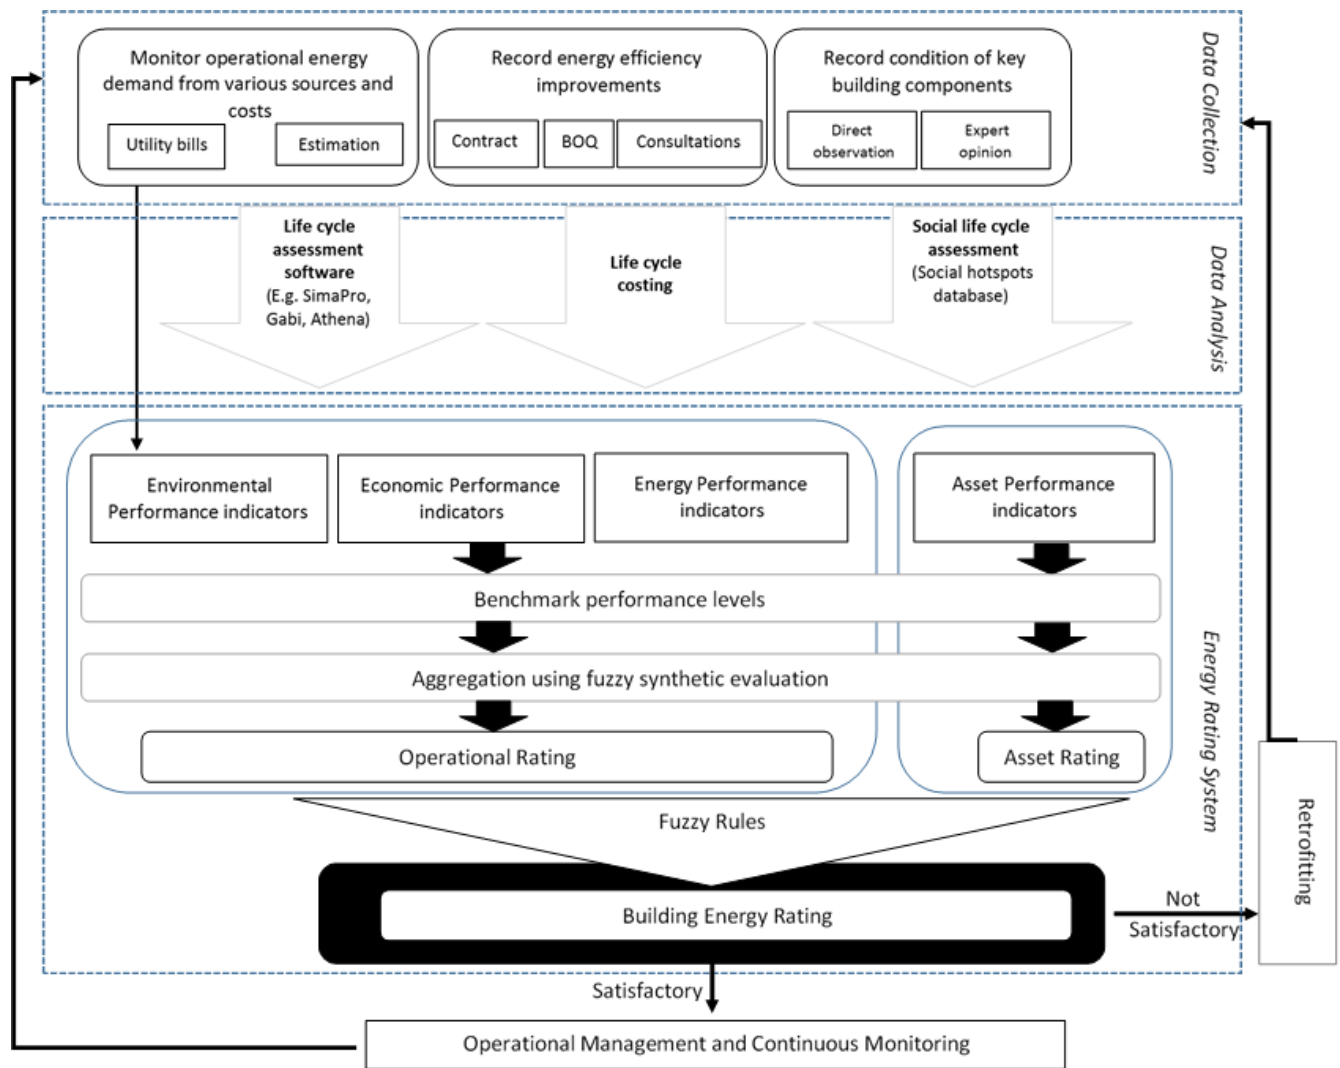 Monitor operational energy
demand from various sources and
costs
Utility bills
Estimation
Record energy efficiency
improvements
Contract
BOQ
Consultations
Record condition of key
building components
Direct
observation
Expert
opinion
Data Collection
Life cycle
assessment
software
(E.g. SimaPro,
Gabi, Athena)
Life cycle
costing
Social life cycle
assessment
(Social hotspots
database)
Data Analysis
Environmental
Performance indicators
Economic Performance
indicators
Energy Performance
indicators
Asset Performance
indicators
Benchmark performance levels
Aggregation using fuzzy synthetic evaluation
Operational Rating
Asset Rating
Energy Rating System
Fuzzy Rules
Building Energy Rating
Not
Satisfactory
Retrofitting
Satisfactory
Operational Management and Continuous Monitoring